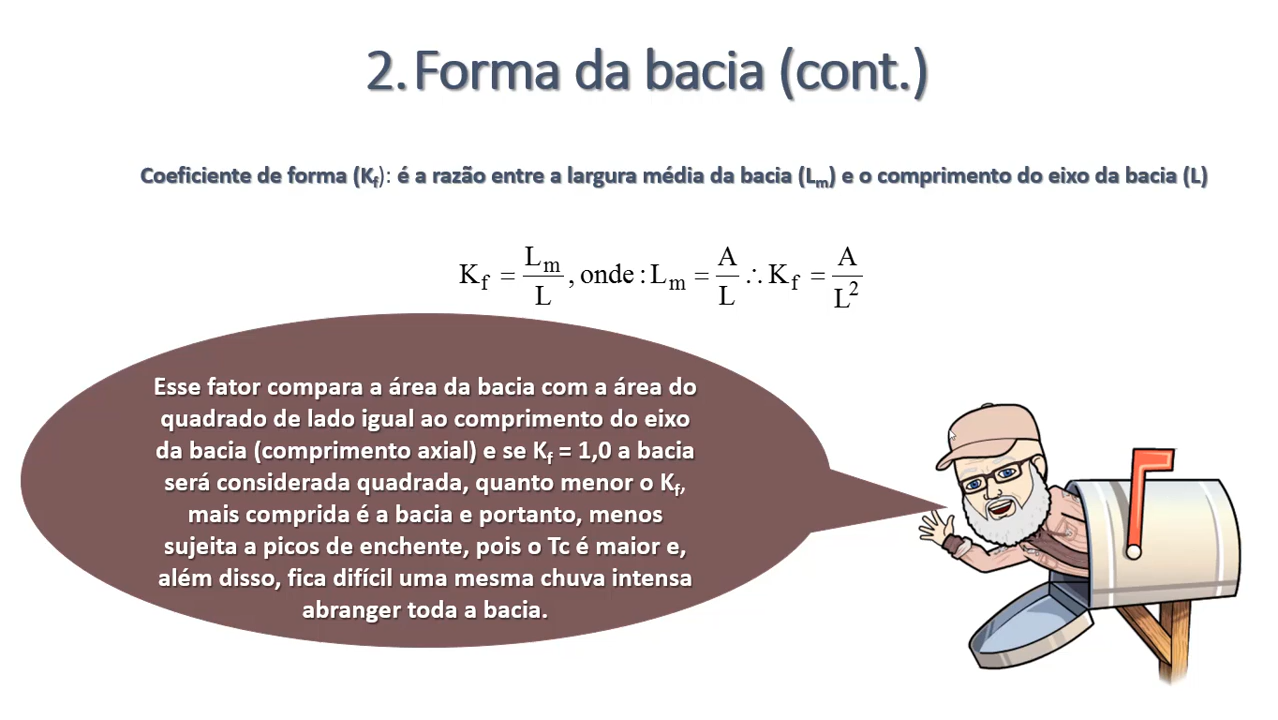 2. Forma da bacia (cont.)
Coeficiente de forma (Kf): é a razão entre a largura média da bacia (Lm) e o comprimento do eixo da bacia (L)
Kf = Lm/L , onde : Lm = A/L ∴ Kf = A/L²
Esse fator compara a área da bacia com a área do
quadrado de lado igual ao comprimento do eixo
da bacia (comprimento axial) e se Kf = 1,0 a bacia
será considerada quadrada, quanto menor o Kf,
mais comprida é a bacia e portanto, menos
sujeita a picos de enchente, pois o Tc é maior e,
além disso, fica difícil uma mesma chuva intensa
abranger toda a bacia.